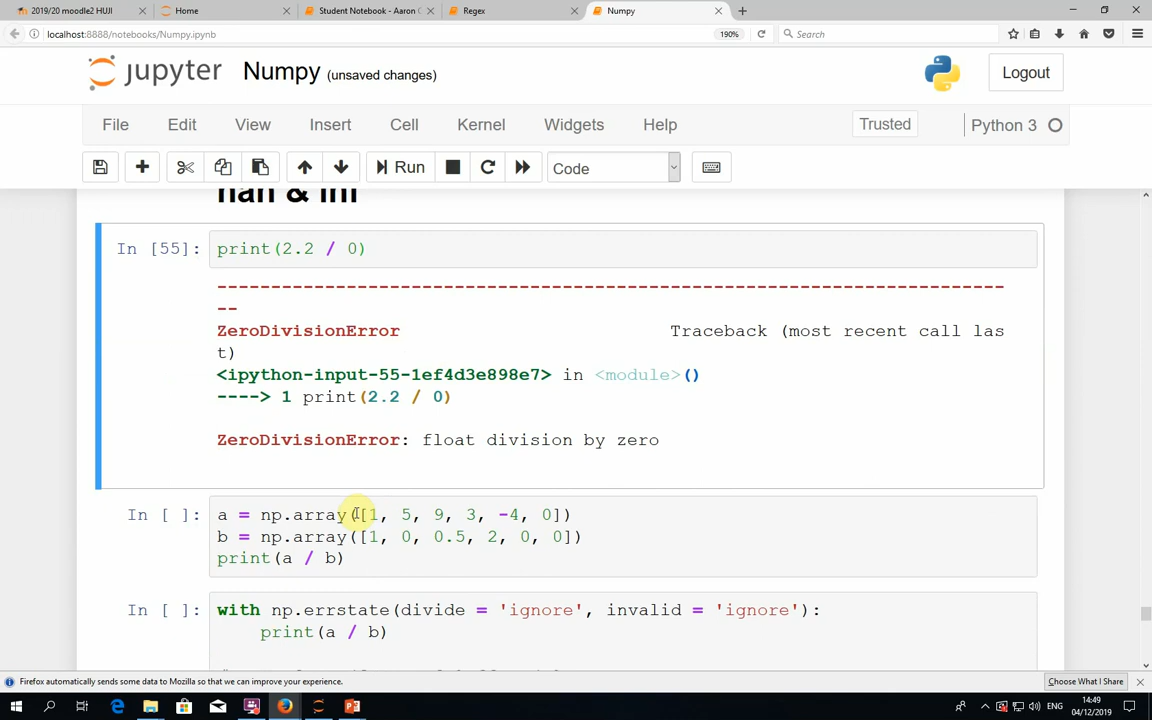 2019/20 moodle2 HUJI
Home
Student Notebook - Aaron
Regex
Numpy
localhost:8888/notebooks/Numpy.ipynb
190%
Search
jupyter
Numpy (unsaved changes)
Logout
File Edit View Insert Cell Kernel Widgets Help
Trusted
Python 3
Run
Code
nan & inf
In [55]: print(2.2 / 0)
---------------------------------------------------------------------------
ZeroDivisionError Traceback (most recent call las
t)
<ipython-input-55-1ef4d3e898e7> in <module>()
----> 1 print(2.2 / 0)
ZeroDivisionError: float division by zero
In [ ]: a = np.array([1, 5, 9, 3, -4, 0])
b = np.array([1, 0, 0.5, 2, 0, 0])
print(a / b)
In [ ]: with np.errstate(divide = 'ignore', invalid = 'ignore'):
print(a / b)
Firefox automatically sends some data to Mozilla so that we can improve your experience.
Choose What I Share
ENG
14:49
04/12/2019